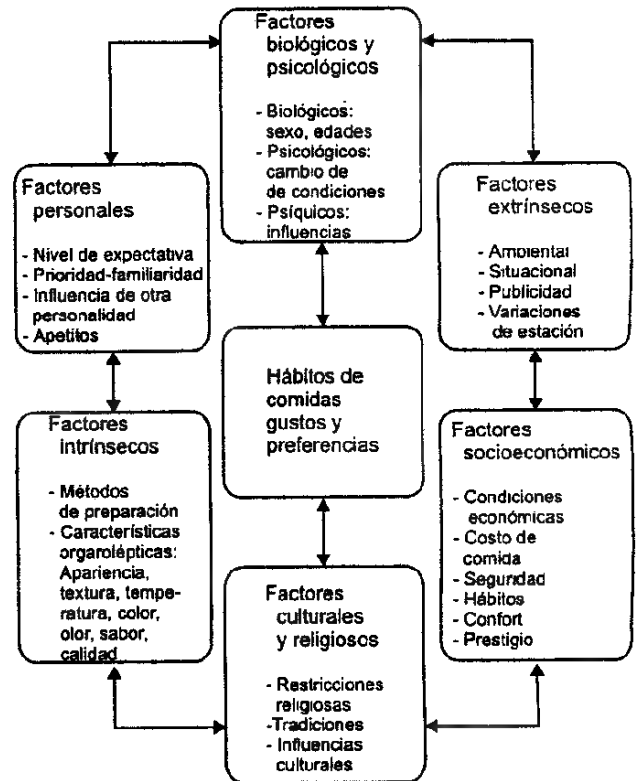 Factores
biológicos y
psicológicos
- Biológicos:
sexo, edades
- Psicológicos:
cambio de
de condiciones
- Psíquicos:
influencias
Factores
personales
- Nivel de expectativa
- Prioridad-familiaridad
- Influencia de otra
personalidad
- Apetitos
Factores
extrínsecos
- Ambiental
- Situacional
- Publicidad
- Variaciones
de estación
Hábitos de
comidas
gustos y
preferencias
Factores
intrínsecos
- Métodos
de preparación
- Características
organolépticas:
Apariencia,
textura, tempe-
ratura, color,
olor, sabor,
calidad
Factores
socioeconómicos
- Condiciones
económicas
- Costo de
comida
- Seguridad
- Hábitos
- Confort
- Prestigio
Factores
culturales
y religiosos
- Restricciones
religiosas
-Tradiciones
- Influencias
culturales